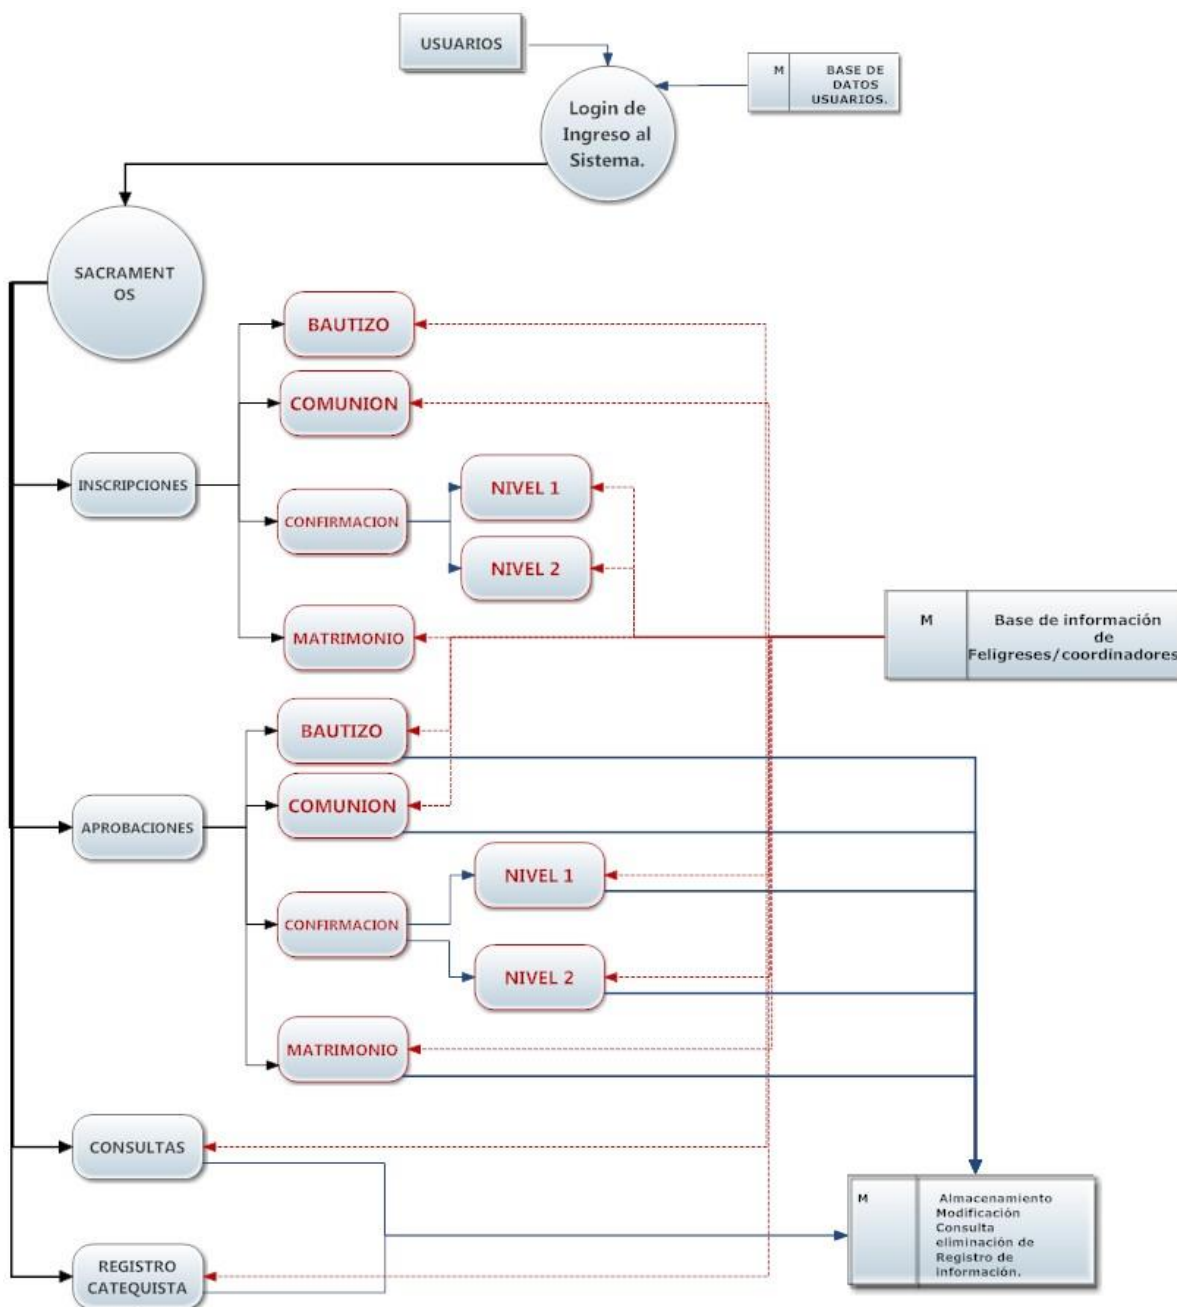 USUARIOS
M
BASE DE
DATOS
USUARIOS.
Login de
Ingreso al
Sistema.
SACRAMENT
OS
BAUTIZO
COMUNION
INSCRIPCIONES
NIVEL 1
CONFIRMACION
NIVEL 2
MATRIMONIO
M
Base de información
de
Feligreses/coordinadores
BAUTIZO
COMUNION
APROBACIONES
NIVEL 1
CONFIRMACION
NIVEL 2
MATRIMONIO
CONSULTAS
M
Almacenamiento
Modificación
Consulta
eliminación de
Registro de
información.
REGISTRO
CATEQUISTA